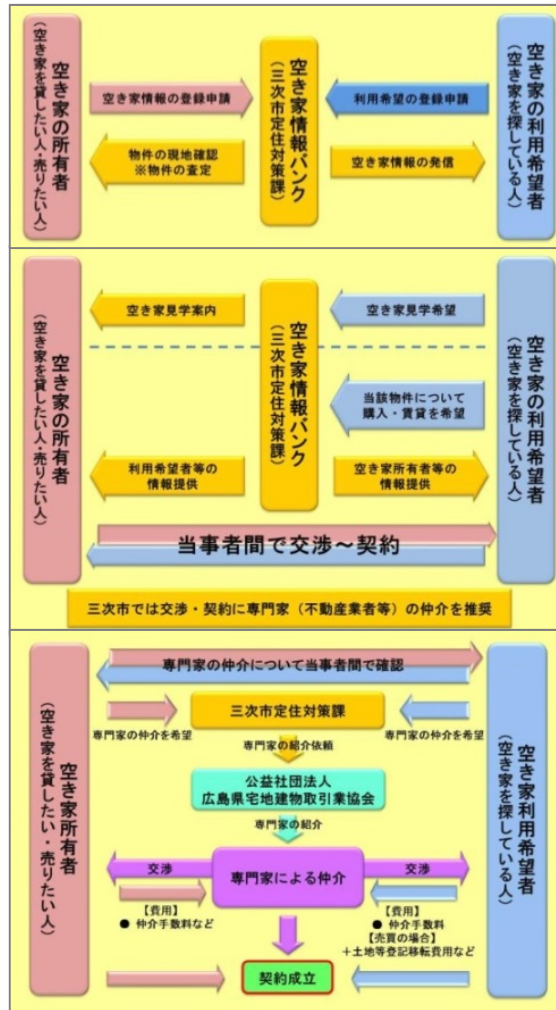 空き家の所有者
(空き家を貸したい人・売りたい人)
空き家情報の登録申請
物件の現地確認
※物件の査定
空き家情報バンク
(三次市定住対策課)
利用希望の登録申請
空き家情報の発信
空き家の利用希望者
(空き家を探している人)
空き家の所有者
(空き家を貸したい人・売りたい人)
空き家見学案内
空き家情報バンク
(三次市定住対策課)
空き家見学希望
当該物件について
購入・賃貸を希望
利用希望者等の
情報提供
空き家所有者等の
情報提供
空き家の利用希望者
(空き家を探している人)
当事者間で交渉～契約
三次市では交渉・契約に専門家(不動産業者等)の仲介を推奨
空き家所有者
(空き家を貸したい・売りたい人)
専門家の仲介について当事者間で確認
三次市定住対策課
専門家の仲介を希望
専門家の仲介を希望
専門家の紹介依頼
公益社団法人
広島県宅地建物取引業協会
専門家の紹介
交渉
専門家による仲介
交渉
【費用】
● 仲介手数料など
【費用】
● 仲介手数料
【売買の場合】
+土地等登記移転費用など
契約成立
空き家利用希望者
(空き家を探している人)